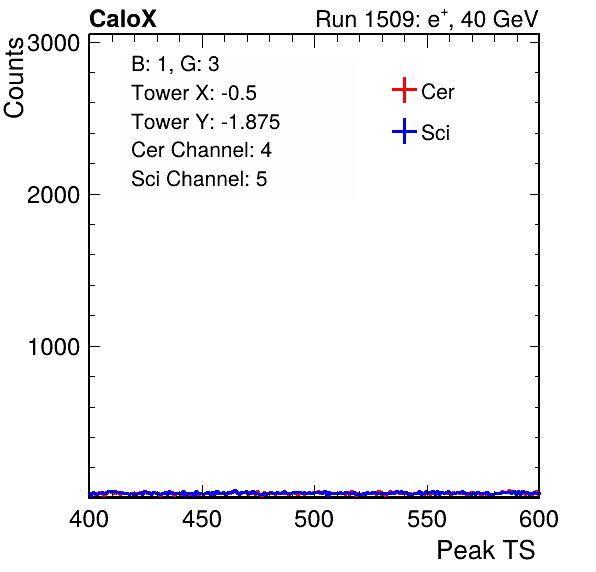 CaloX Run 1509: e+, 40 GeV
Counts
3000
2000
1000
B: 1, G: 3
Tower X: -0.5
Tower Y: -1.875
Cer Channel: 4
Sci Channel: 5
Cer
Sci
400 450 500 550 600
Peak TS